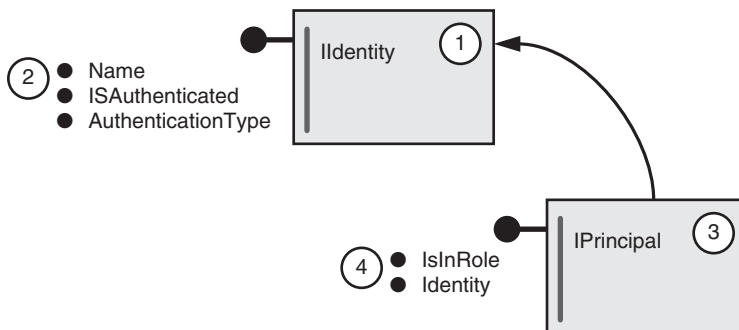 IIdentity
1
2
Name
ISAuthenticated
AuthenticationType
IPrincipal
3
4
IsInRole
Identity